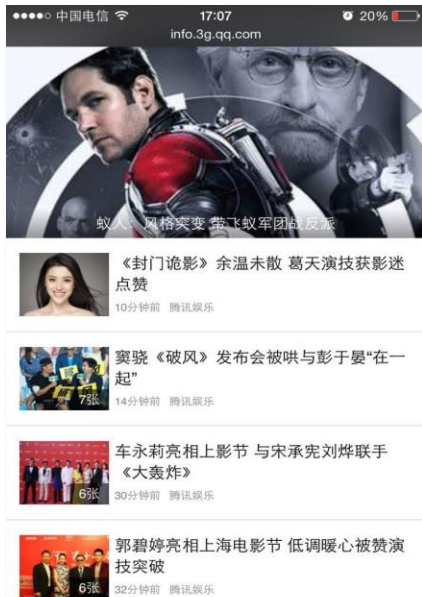 中国电信 17:07 20%
info.3g.qq.com
蚁人：风格突变 带飞蚁军团战反派
《封门诡影》余温未散 葛天演技获影迷
点赞
10分钟前 腾讯娱乐
窦骁《破风》发布会被哄与彭于晏“在一
起”
7张
14分钟前 腾讯娱乐
车永莉亮相上影节 与宋承宪刘烨联手
《大轰炸》
6张
30分钟前 腾讯娱乐
郭碧婷亮相上海电影节 低调暖心被赞演
技突破
6张
32分钟前 腾讯娱乐